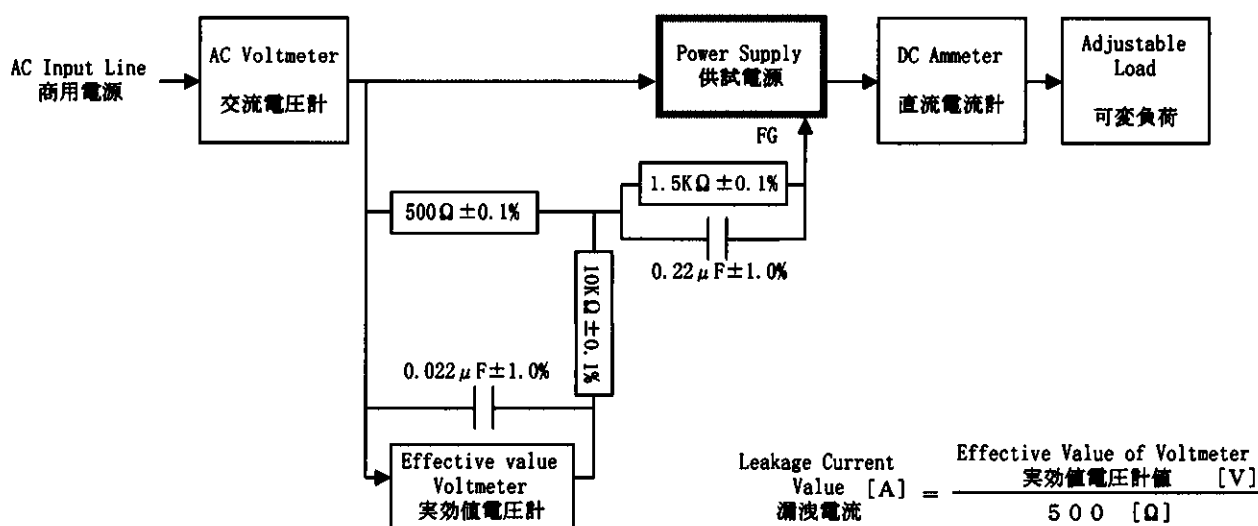 AC Input Line
商用電源
AC Voltmeter
交流電圧計
Power Supply
供試電源
FG
DC Ammeter
直流電流計
Adjustable
Load
可変負荷
1.5KΩ±0.1%
500Ω±0.1%
0.22μF±1.0%
10KΩ±0.1%
0.022μF±1.0%
Effective value
Voltmeter
実効値電圧計
Leakage Current
Value [A] =
漏洩電流
Effective Value of Voltmeter
実効値電圧計値 [V]
500 [Ω]